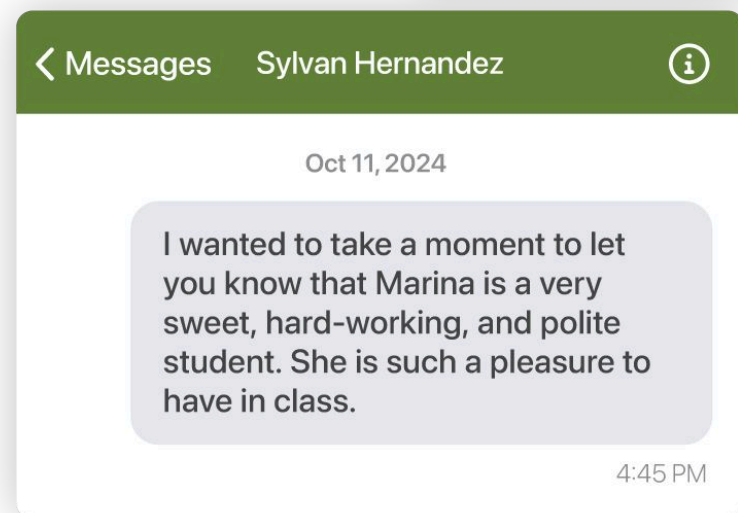 Messages Sylvan Hernandez
Oct 11, 2024
I wanted to take a moment to let
you know that Marina is a very
sweet, hard-working, and polite
student. She is such a pleasure to
have in class.
4:45 PM